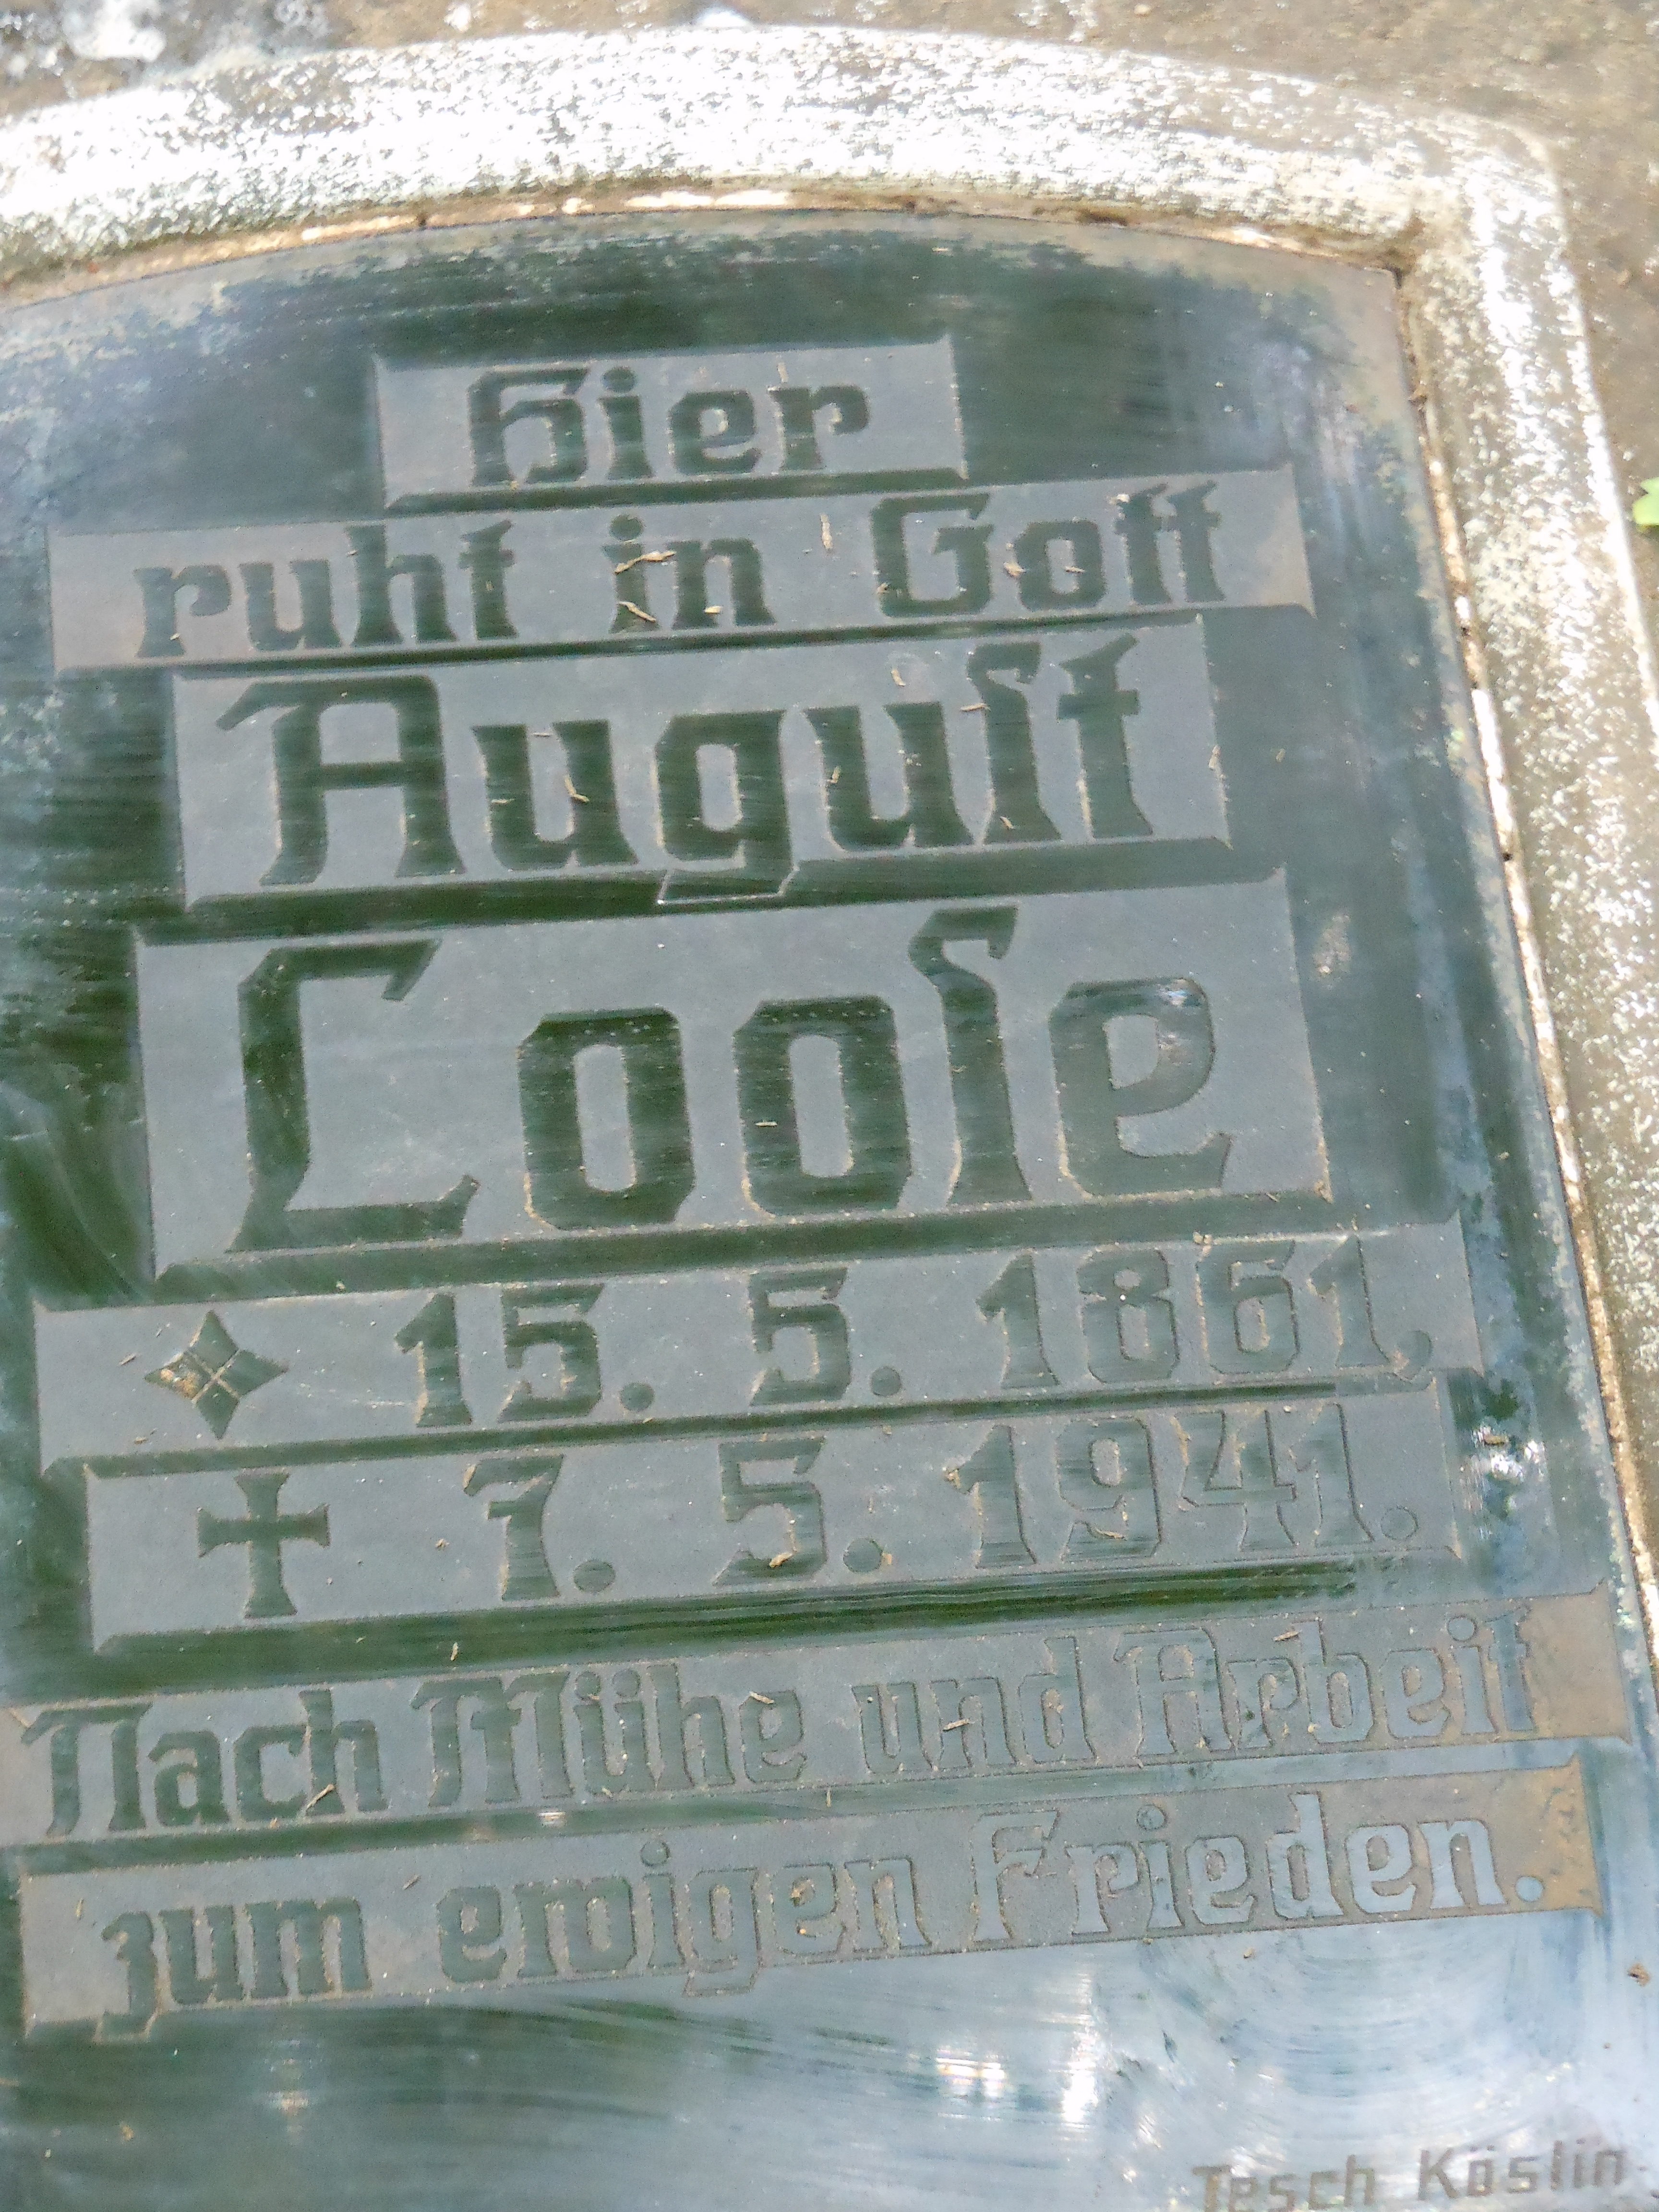 Hier
ruht in Gott
Auguſt
Looſe
✧ 15. 5. 1861,
✝ 7. 5. 1941.
Nach Mühe und Arbeit
zum ewigen Frieden.
Tesch Köslin